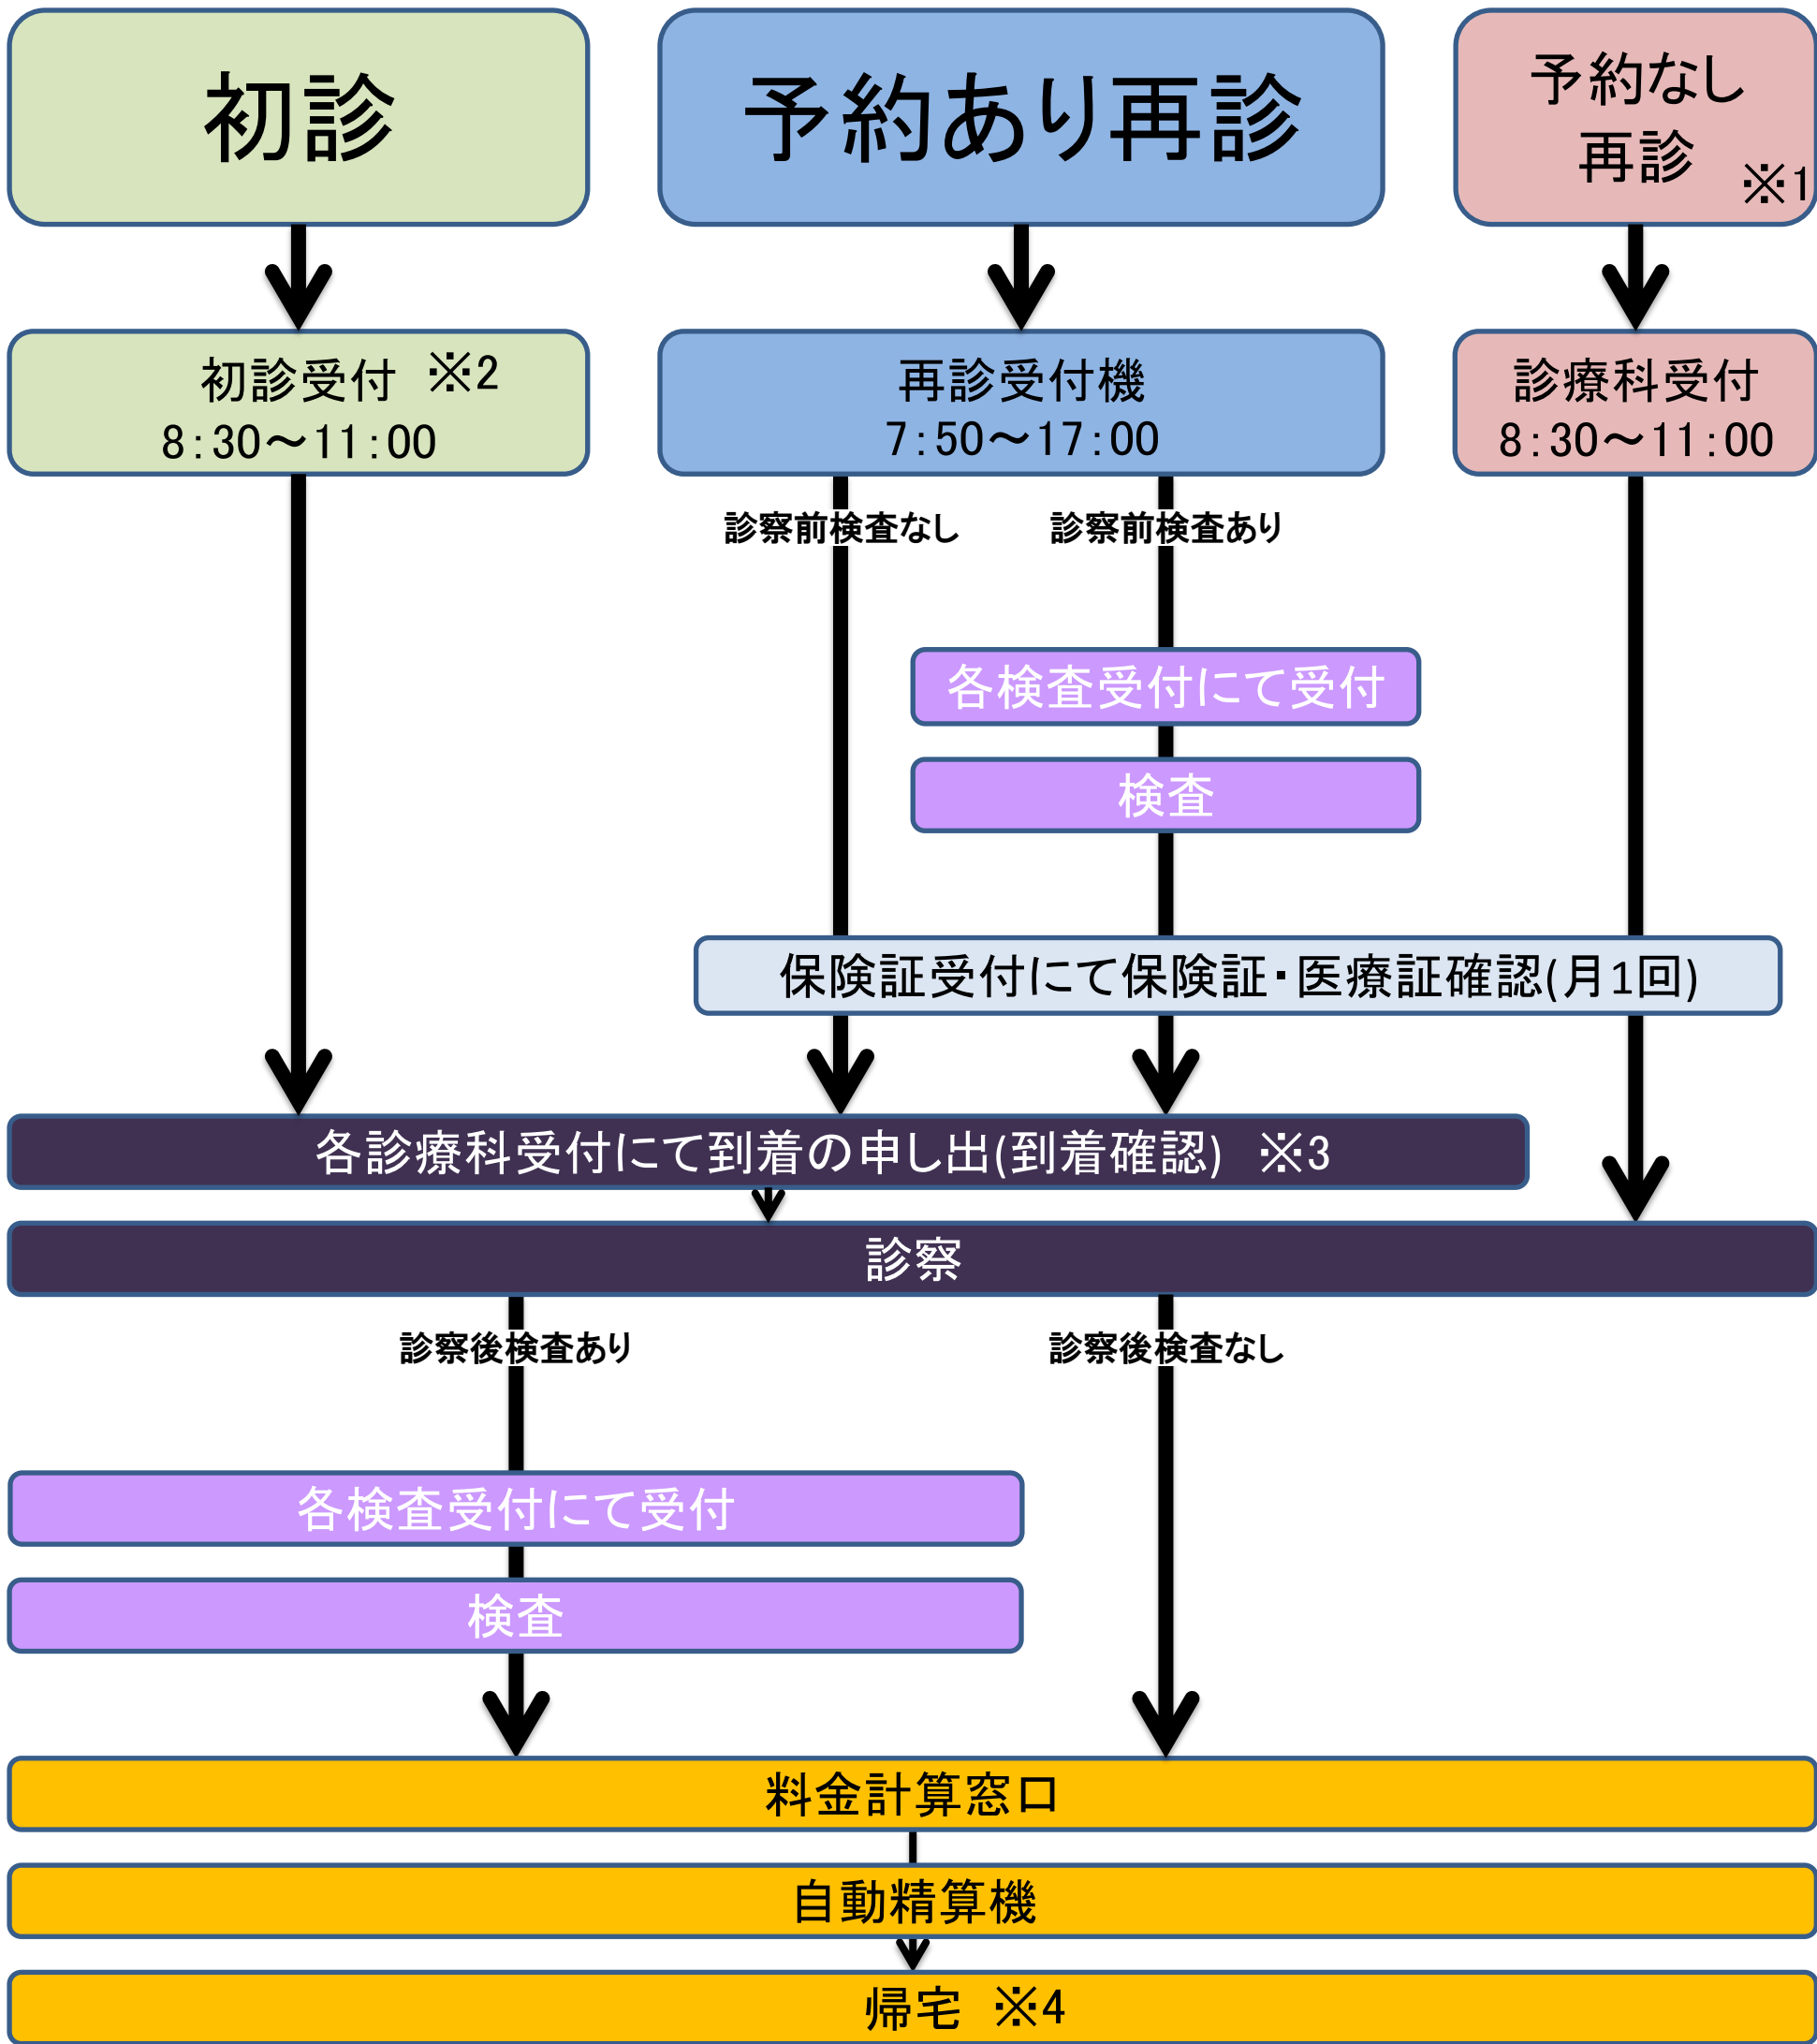 初診
予約あり再診
予約なし
再診 ※1
初診受付 ※2
8:30～11:00
再診受付機
7:50～17:00
診療科受付
8:30～11:00
診察前検査なし
診察前検査あり
各検査受付にて受付
検査
保険証受付にて保険証・医療証確認(月1回)
各診療科受付にて到着の申し出(到着確認) ※3
診察
診察後検査あり
診察後検査なし
各検査受付にて受付
検査
料金計算窓口
自動精算機
帰宅 ※4